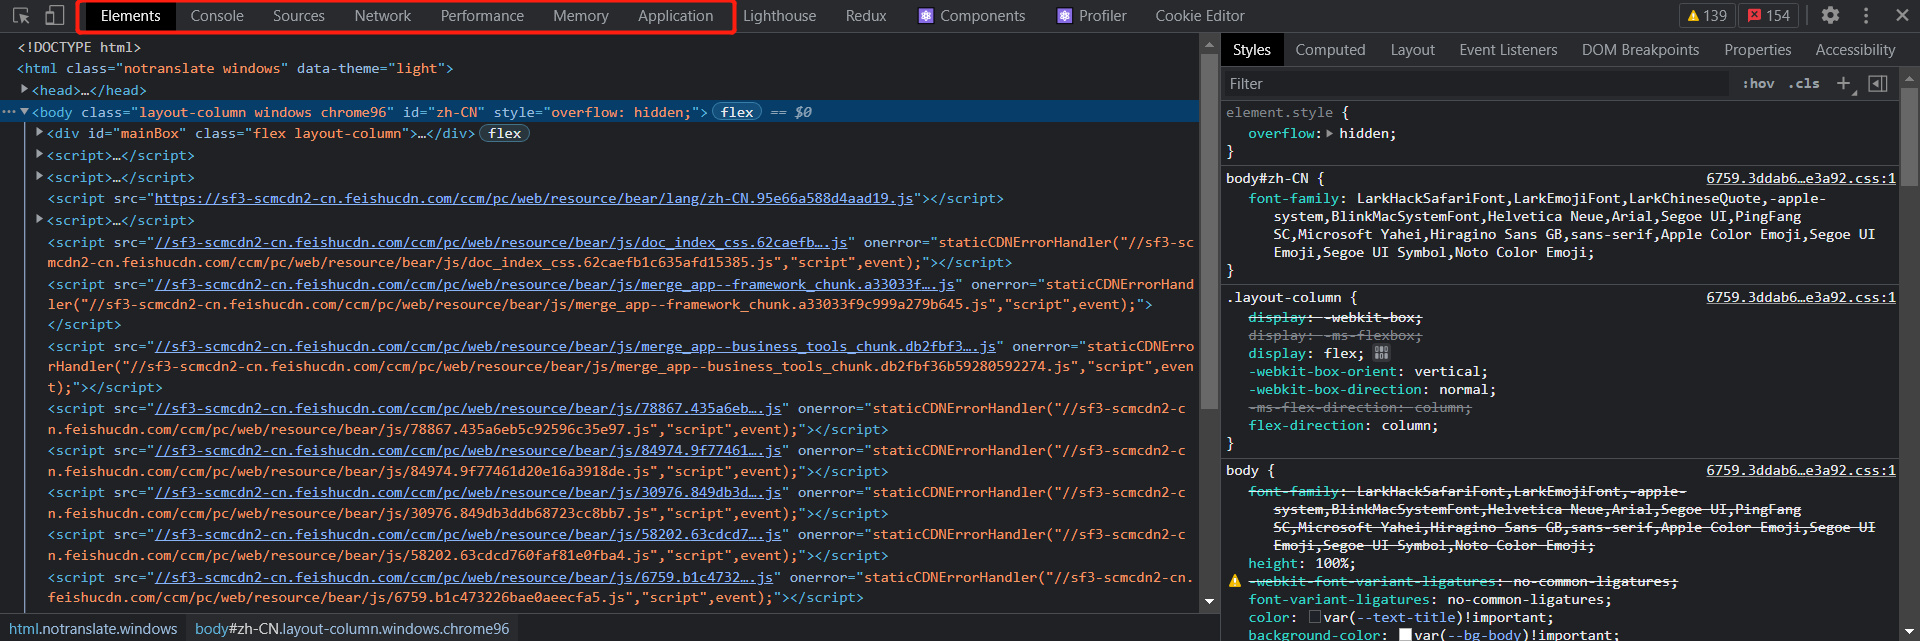 Elements Console Sources Network Performance Memory Application Lighthouse Redux Components Profiler Cookie Editor 139 154
<!DOCTYPE html>
<html class="notranslate windows" data-theme="light">
<head>…</head>
<body class="layout-column windows chrome96" id="zh-CN" style="overflow: hidden;"> flex == $0
<div id="mainBox" class="flex layout-column">…</div> flex
<script>…</script>
<script>…</script>
<script src="https://sf3-scmcdn2-cn.feishucdn.com/ccm/pc/web/resource/bear/lang/zh-CN.95e66a588d4aad19.js"></script>
<script>…</script>
<script src="//sf3-scmcdn2-cn.feishucdn.com/ccm/pc/web/resource/bear/js/doc_index_css.62caefb….js" onerror="staticCDNErrorHandler("//sf3-sc
mcdn2-cn.feishucdn.com/ccm/pc/web/resource/bear/js/doc_index_css.62caefb1c635afd15385.js","script",event);"></script>
<script src="//sf3-scmcdn2-cn.feishucdn.com/ccm/pc/web/resource/bear/js/merge_app--framework_chunk.a33033f….js" onerror="staticCDNErrorHand
ler("//sf3-scmcdn2-cn.feishucdn.com/ccm/pc/web/resource/bear/js/merge_app--framework_chunk.a33033f9c999a279b645.js","script",event);">
</script>
<script src="//sf3-scmcdn2-cn.feishucdn.com/ccm/pc/web/resource/bear/js/merge_app--business_tools_chunk.db2fbf3….js" onerror="staticCDNErro
rHandler("//sf3-scmcdn2-cn.feishucdn.com/ccm/pc/web/resource/bear/js/merge_app--business_tools_chunk.db2fbf36b59280592274.js","script",even
t);"></script>
<script src="//sf3-scmcdn2-cn.feishucdn.com/ccm/pc/web/resource/bear/js/78867.435a6eb….js" onerror="staticCDNErrorHandler("//sf3-scmcdn2-c
n.feishucdn.com/ccm/pc/web/resource/bear/js/78867.435a6eb5c92596c35e97.js","script",event);"></script>
<script src="//sf3-scmcdn2-cn.feishucdn.com/ccm/pc/web/resource/bear/js/84974.9f77461….js" onerror="staticCDNErrorHandler("//sf3-scmcdn2-c
n.feishucdn.com/ccm/pc/web/resource/bear/js/84974.9f77461d20e16a3918de.js","script",event);"></script>
<script src="//sf3-scmcdn2-cn.feishucdn.com/ccm/pc/web/resource/bear/js/30976.849db3d….js" onerror="staticCDNErrorHandler("//sf3-scmcdn2-c
n.feishucdn.com/ccm/pc/web/resource/bear/js/30976.849db3ddb68723cc8bb7.js","script",event);"></script>
<script src="//sf3-scmcdn2-cn.feishucdn.com/ccm/pc/web/resource/bear/js/58202.63cdcd7….js" onerror="staticCDNErrorHandler("//sf3-scmcdn2-c
n.feishucdn.com/ccm/pc/web/resource/bear/js/58202.63cdcd760faf81e0fba4.js","script",event);"></script>
<script src="//sf3-scmcdn2-cn.feishucdn.com/ccm/pc/web/resource/bear/js/6759.b1c4732….js" onerror="staticCDNErrorHandler("//sf3-scmcdn2-cn.
feishucdn.com/ccm/pc/web/resource/bear/js/6759.b1c473226bae0aeecfa5.js","script",event);"></script>
html.notranslate.windows body#zh-CN.layout-column.windows.chrome96
Styles Computed Layout Event Listeners DOM Breakpoints Properties Accessibility
Filter :hov .cls +
element.style {
overflow: hidden;
}
body#zh-CN { 6759.3ddab6…e3a92.css:1
font-family: LarkHackSafariFont,LarkEmojiFont,LarkChineseQuote,-apple-
system,BlinkMacSystemFont,Helvetica Neue,Arial,Segoe UI,PingFang
SC,Microsoft Yahei,Hiragino Sans GB,sans-serif,Apple Color Emoji,Segoe UI
Emoji,Segoe UI Symbol,Noto Color Emoji;
}
.layout-column { 6759.3ddab6…e3a92.css:1
display: -webkit-box;
display: -ms-flexbox;
display: flex;
-webkit-box-orient: vertical;
-webkit-box-direction: normal;
-ms-flex-direction: column;
flex-direction: column;
}
body { 6759.3ddab6…e3a92.css:1
font-family: LarkHackSafariFont,LarkEmojiFont,-apple-
system,BlinkMacSystemFont,Helvetica Neue,Arial,Segoe UI,PingFang
SC,Microsoft Yahei,Hiragino Sans GB,sans-serif,Apple Color Emoji,Segoe UI
Emoji,Segoe UI Symbol,Noto Color Emoji;
height: 100%;
-webkit-font-variant-ligatures: no-common-ligatures;
font-variant-ligatures: no-common-ligatures;
color: var(--text-title)!important;
background-color: var(--bg-body)!important;